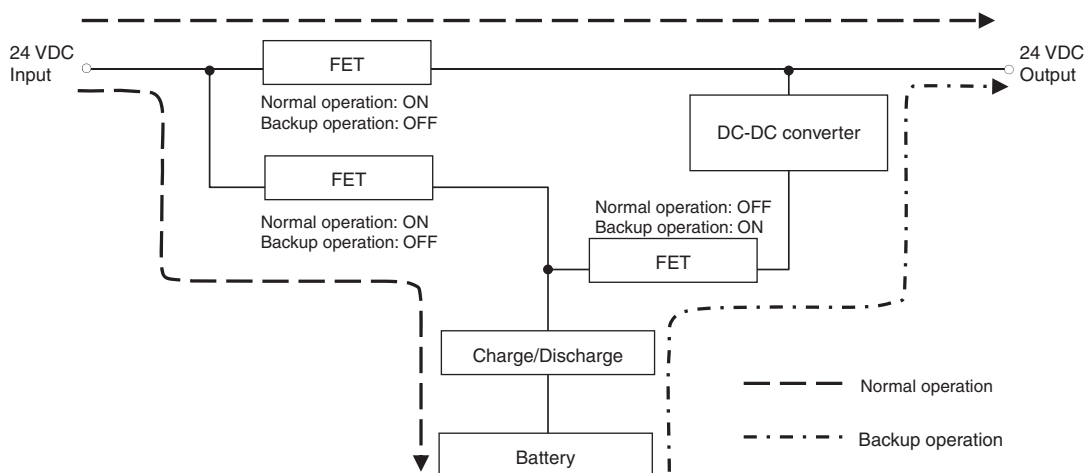 24 VDC
Input
FET
24 VDC
Output
Normal operation: ON
Backup operation: OFF
DC-DC converter
FET
Normal operation: ON
Backup operation: OFF
Normal operation: OFF
Backup operation: ON
FET
Charge/Discharge
Normal operation
Backup operation
Battery